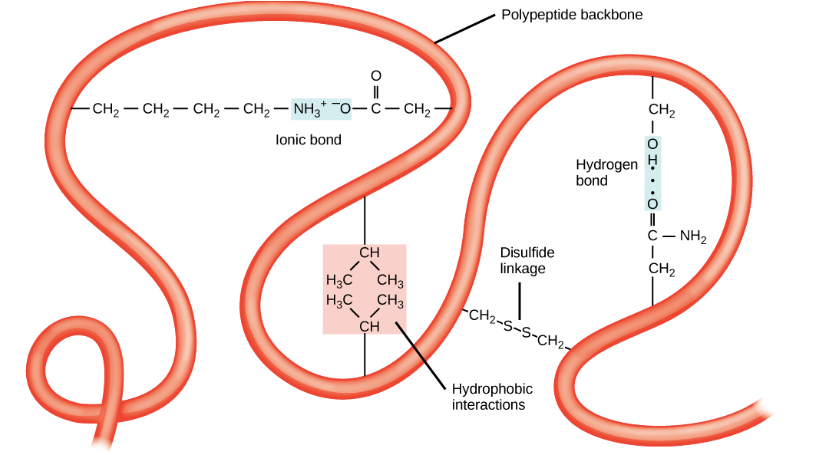 Polypeptide backbone
O
CH₂ — CH₂ — CH₂ — CH₂ — NH₃⁺ ⁻O — C — CH₂
Ionic bond
CH₂
O
H
Hydrogen
bond
O
C — NH₂
CH₂
CH
H₃C CH₃
H₃C CH₃
CH
Disulfide
linkage
CH₂ S S CH₂
Hydrophobic
interactions